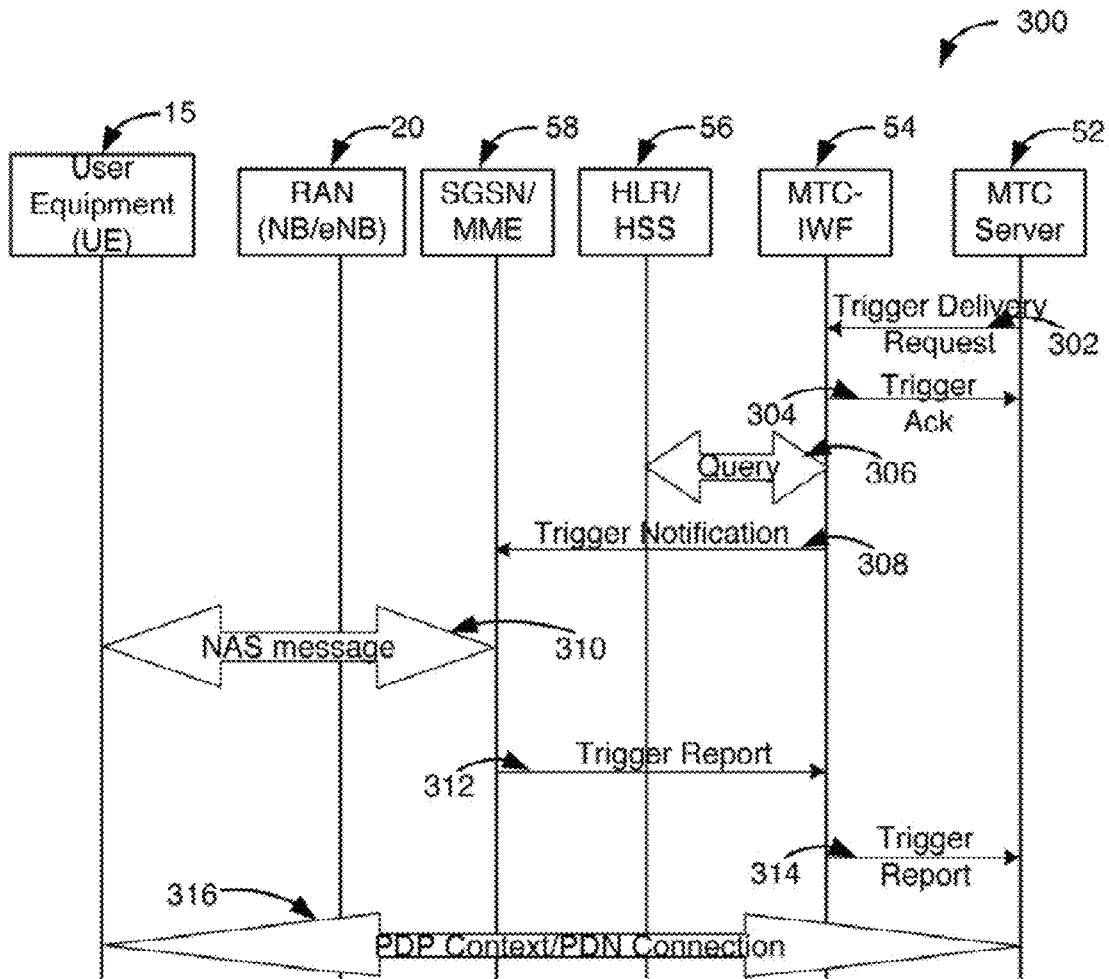 300
15
20
58
56
54
52
User
Equipment
(UE)
RAN
(NB/eNB)
SGSN/
MME
HLR/
HSS
MTC-
IWF
MTC
Server
Trigger Delivery
Request
302
Trigger
Ack
304
Query
306
Trigger Notification
308
NAS message
310
Trigger Report
312
Trigger
Report
314
316
PDP Context/PDN Connection